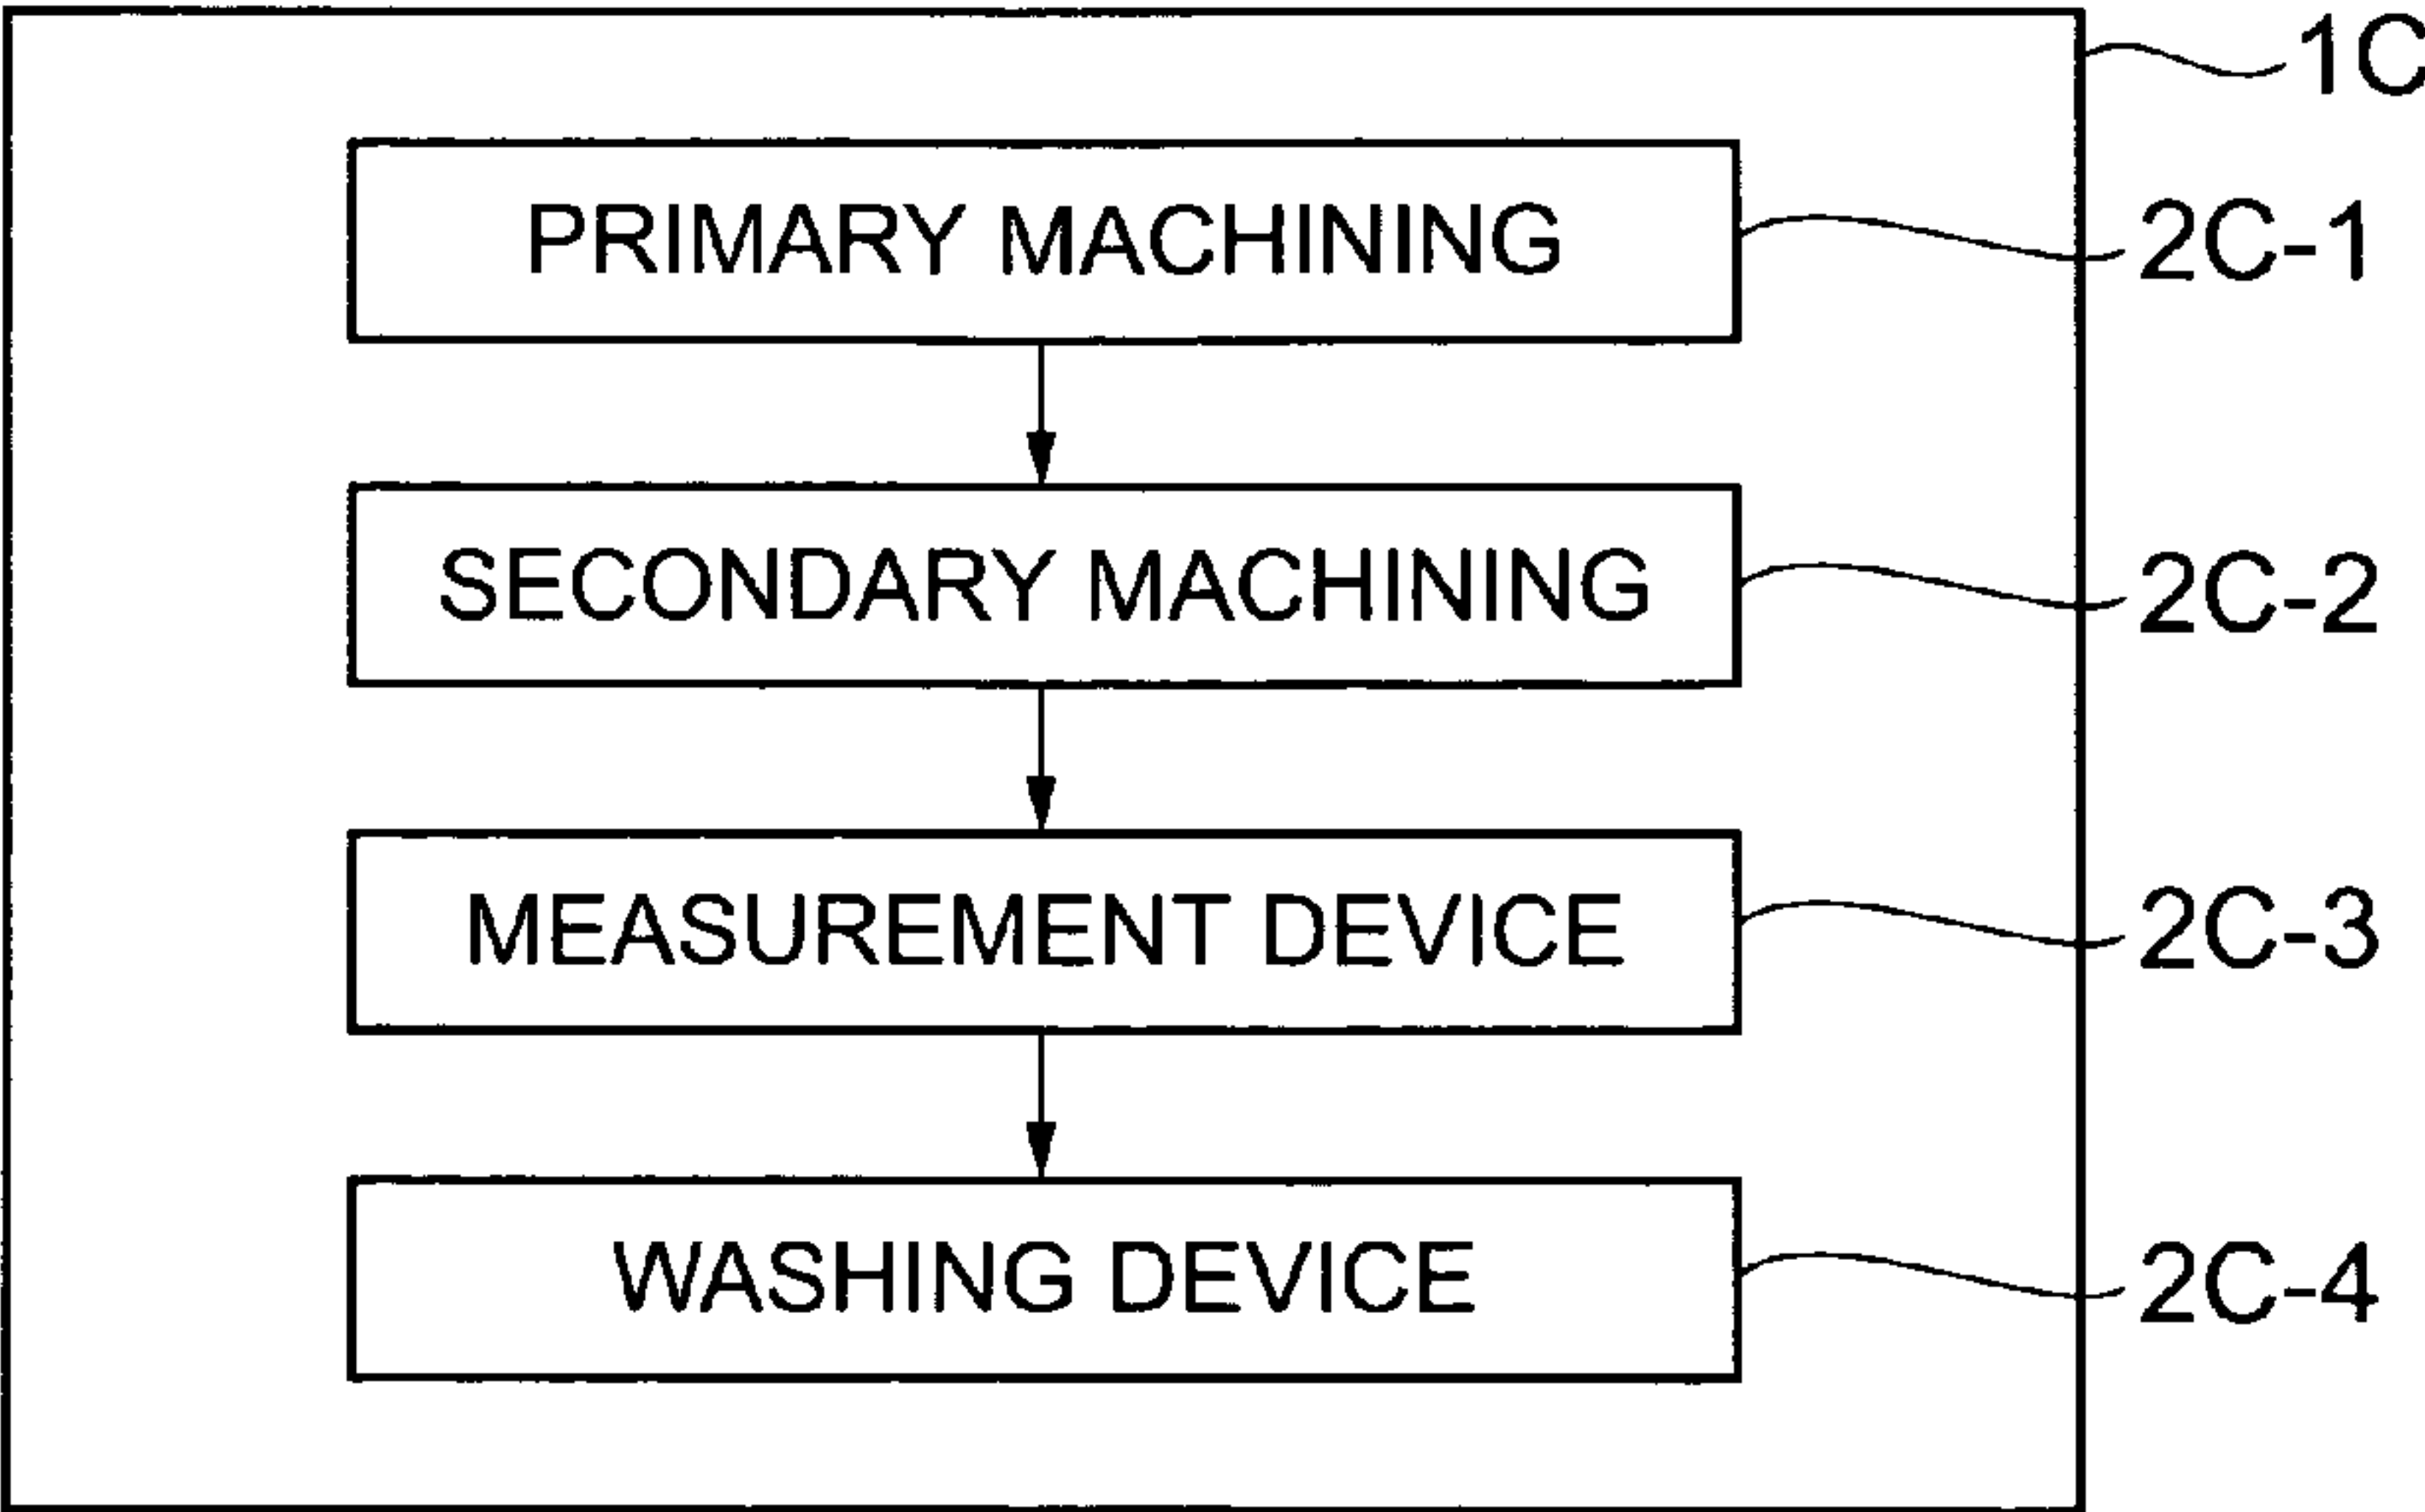 1C
PRIMARY MACHINING
2C-1
SECONDARY MACHINING
2C-2
MEASUREMENT DEVICE
2C-3
WASHING DEVICE
2C-4